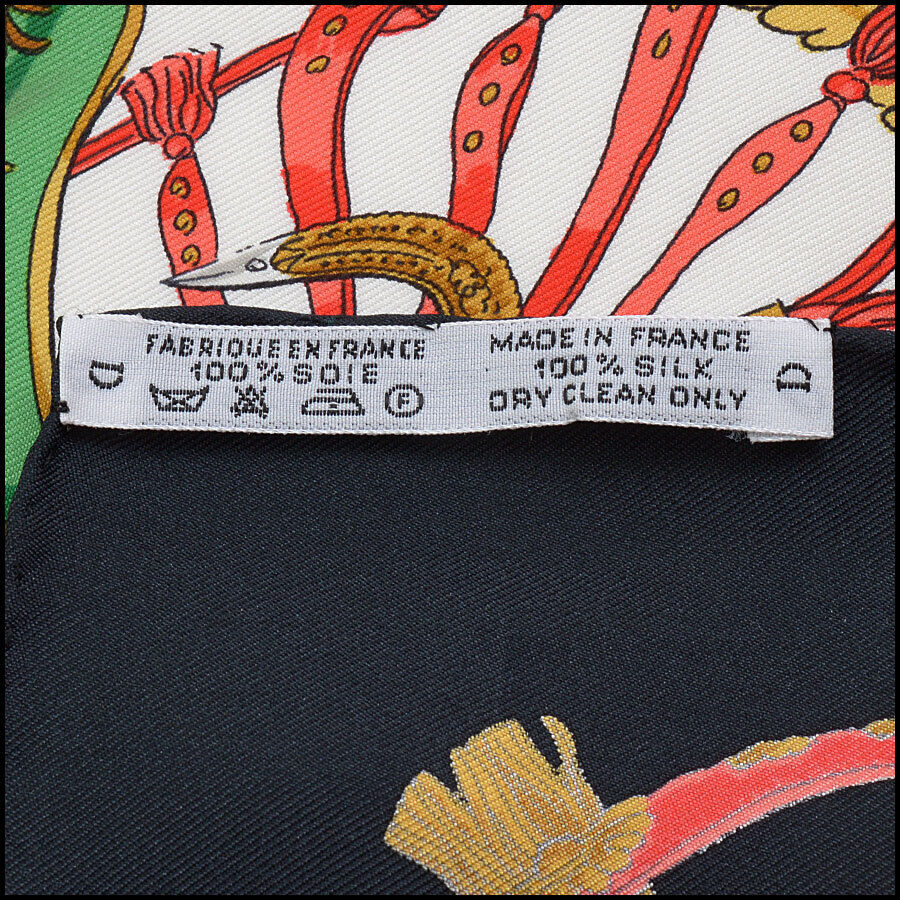 D
FABRIQUE EN FRANCE
100 % SOIE
F
MADE IN FRANCE
100 % SILK
DRY CLEAN ONLY
D